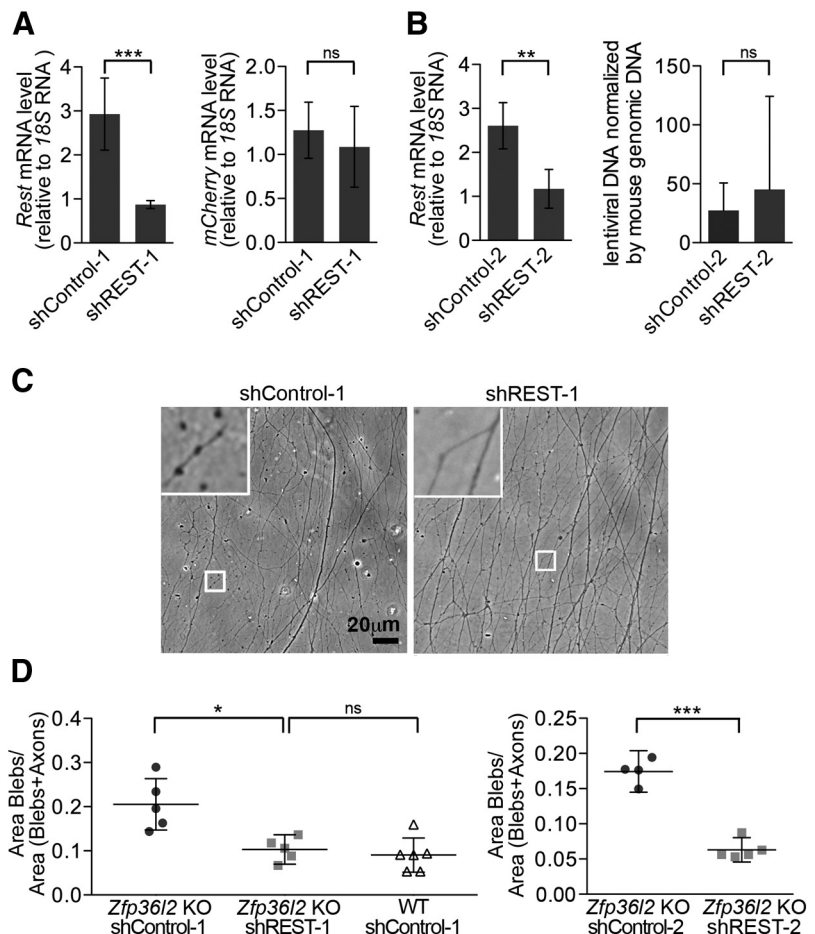 A
B
***
ns
**
ns
Rest mRNA level
(relative to 18S RNA )
4
3
2
1
0
shControl-1
shREST-1
mCherry mRNA level
(relative to 18S RNA)
2.0
1.5
1.0
0.5
0.0
shControl-1
shREST-1
Rest mRNA level
(relative to 18S RNA)
4
3
2
1
0
shControl-2
shREST-2
lentiviral DNA normalized
by mouse genomic DNA
150
100
50
0
shControl-2
shREST-2
C
shControl-1
shREST-1
20μm
D
Area Blebs/
Area (Blebs+Axons)
0.4
0.3
0.2
0.1
0.0
*
ns
Zfp36l2 KO
shControl-1
Zfp36l2 KO
shREST-1
WT
shControl-1
Area Blebs/
Area (Blebs+Axons)
0.25
0.20
0.15
0.10
0.05
0.00
***
Zfp36l2 KO
shControl-2
Zfp36l2 KO
shREST-2